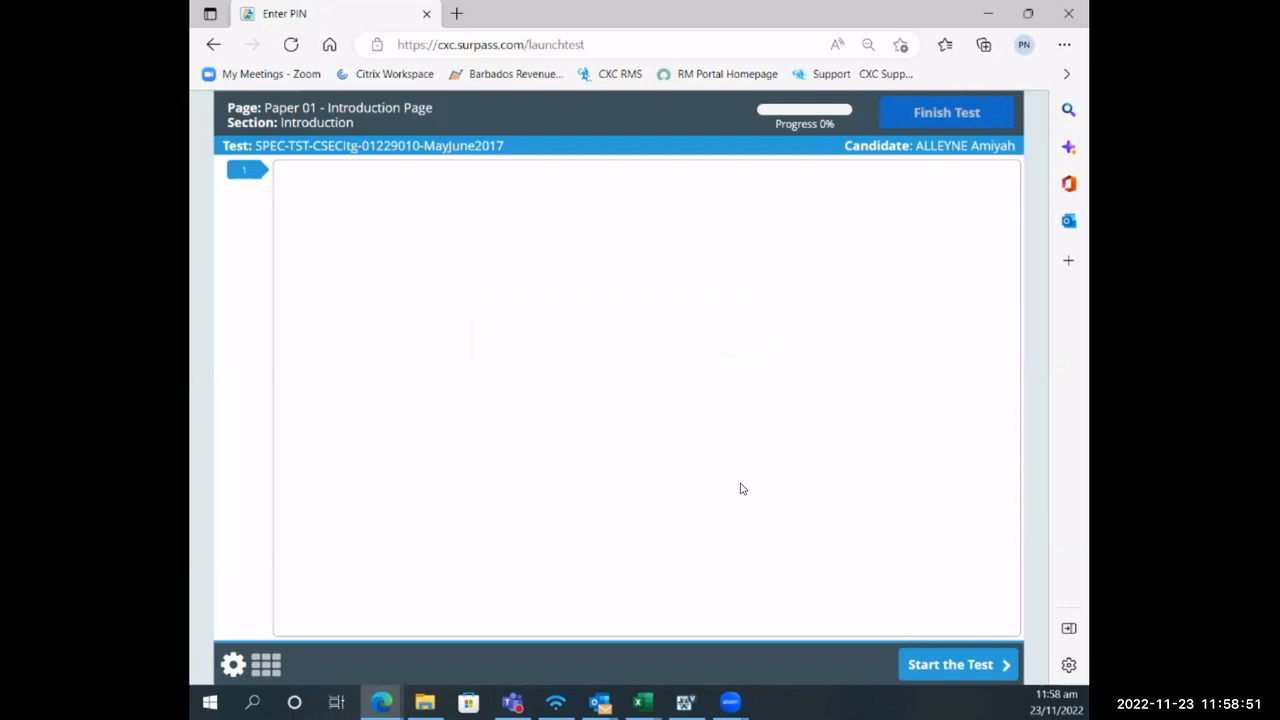 Enter PIN
https://cxc.surpass.com/launchtest
PN
My Meetings - Zoom
Citrix Workspace
Barbados Revenue...
CXC RMS
RM Portal Homepage
Support
CXC Supp...
Page: Paper 01 - Introduction Page
Section: Introduction
Progress 0%
Finish Test
Test: SPEC-TST-CSECitg-01229010-MayJune2017
Candidate: ALLEYNE Amiyah
1
Start the Test
zoom
11:58 am
23/11/2022
2022-11-23 11:58:51